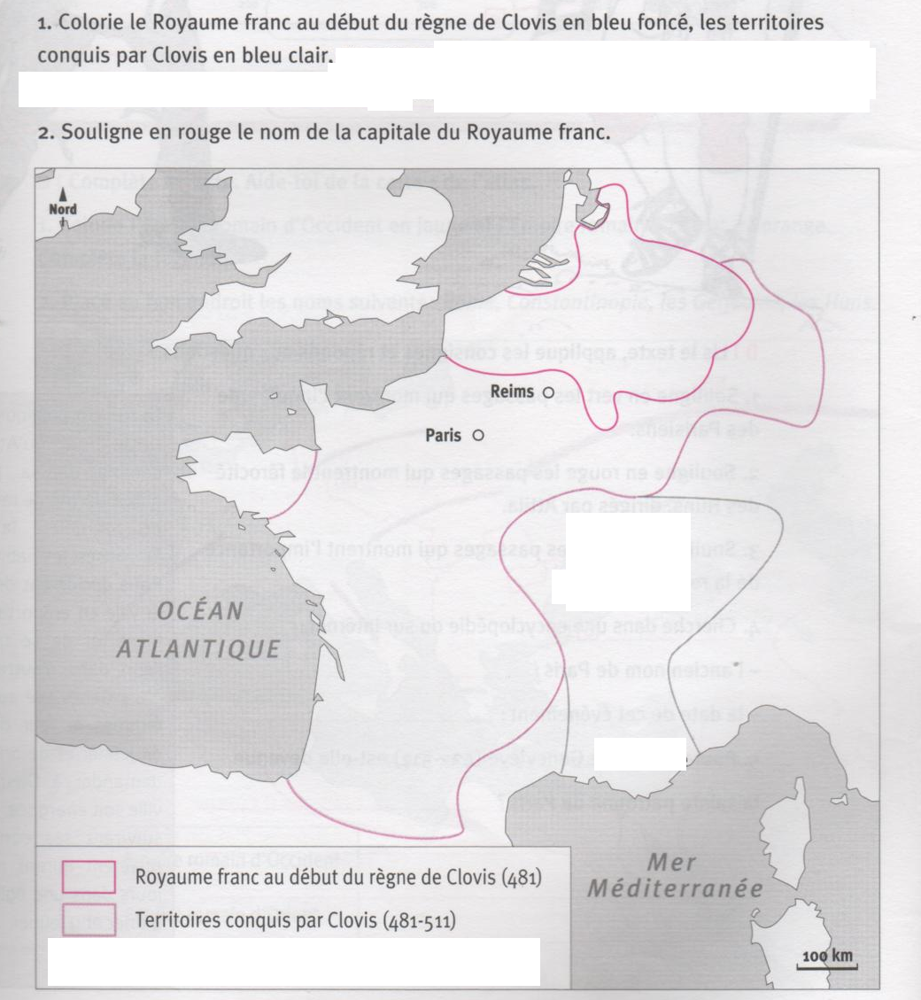 1. Colorie le Royaume franc au début du règne de Clovis en bleu foncé, les territoires
conquis par Clovis en bleu clair.
2. Souligne en rouge le nom de la capitale du Royaume franc.
Nord
Reims
Paris
OCÉAN
ATLANTIQUE
Mer
Méditerranée
Royaume franc au début du règne de Clovis (481)
Territoires conquis par Clovis (481-511)
100 km